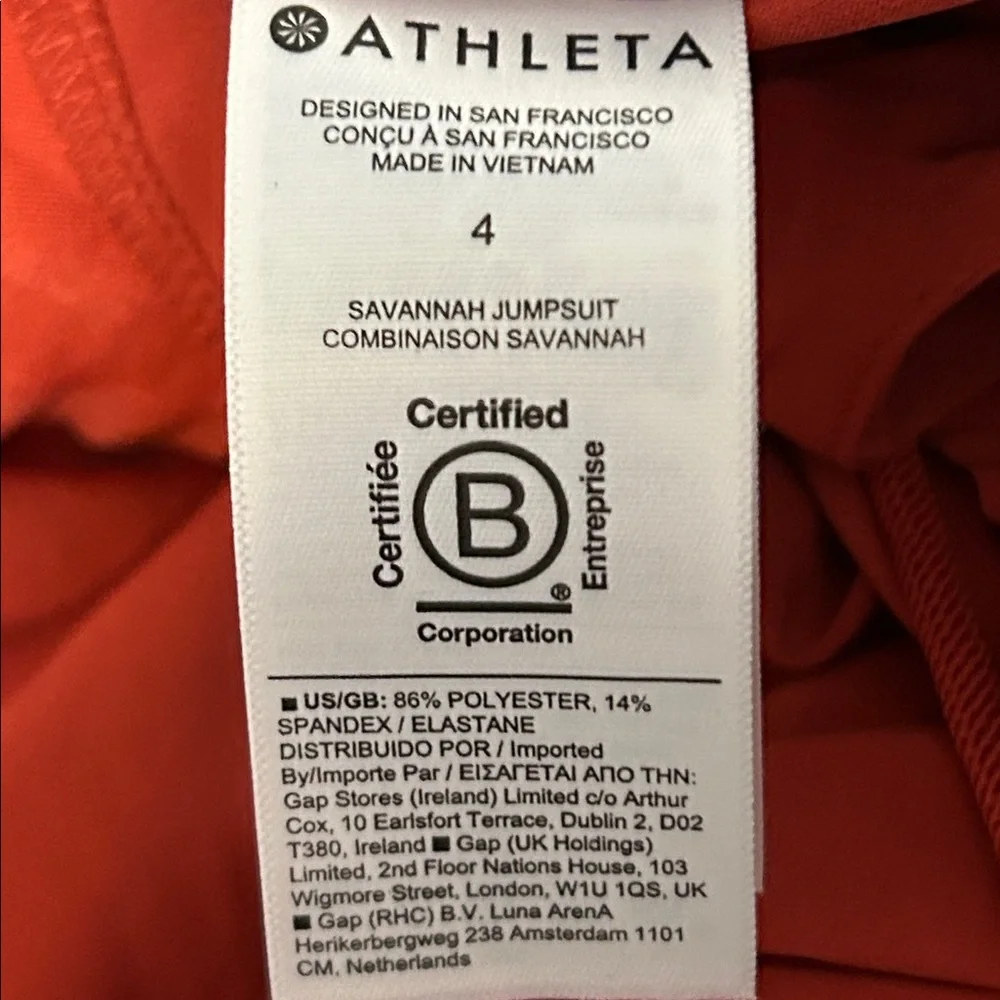 ATHLETA
DESIGNED IN SAN FRANCISCO
CONÇU À SAN FRANCISCO
MADE IN VIETNAM
4
SAVANNAH JUMPSUIT
COMBINAISON SAVANNAH
Certified
Certifiée
B
Entreprise
®
Corporation
■ US/GB: 86% POLYESTER, 14%
SPANDEX / ELASTANE
DISTRIBUIDO POR / Imported
By/Importe Par / ΕΙΣΑΓΕΤΑΙ ΑΠΟ ΤΗΝ:
Gap Stores (Ireland) Limited c/o Arthur
Cox, 10 Earlsfort Terrace, Dublin 2, D02
T380, Ireland ■ Gap (UK Holdings)
Limited, 2nd Floor Nations House, 103
Wigmore Street, London, W1U 1QS, UK
■ Gap (RHC) B.V. Luna ArenA
Herikerbergweg 238 Amsterdam 1101
CM, Netherlands